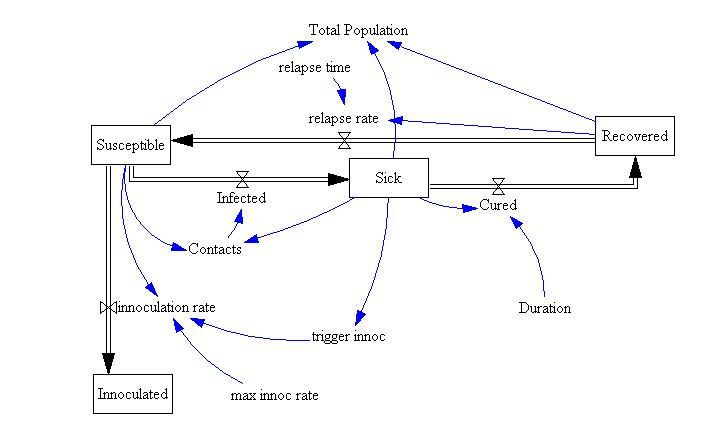 Total Population
relapse time
relapse rate
Susceptible
Recovered
Sick
Infected
Cured
Contacts
innoculation rate
Duration
trigger innoc
Innoculated
max innoc rate